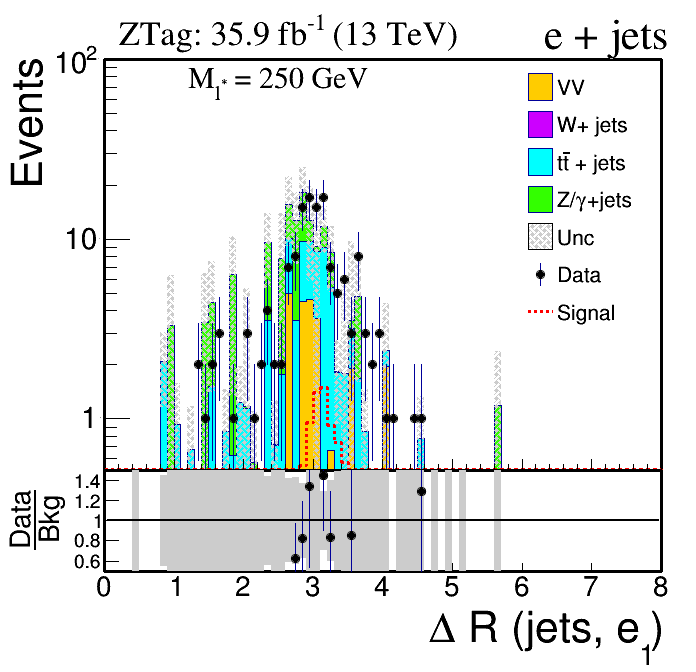 ZTag: 35.9 fb⁻¹ (13 TeV) e + jets
M_l* = 250 GeV
Events
10²
10
1
VV
W+ jets
tt̄ + jets
Z/γ+jets
Unc
Data
Signal
Data
Bkg
1.4
1.2
1
0.8
0.6
0 1 2 3 4 5 6 7 8
Δ R (jets, e₁)